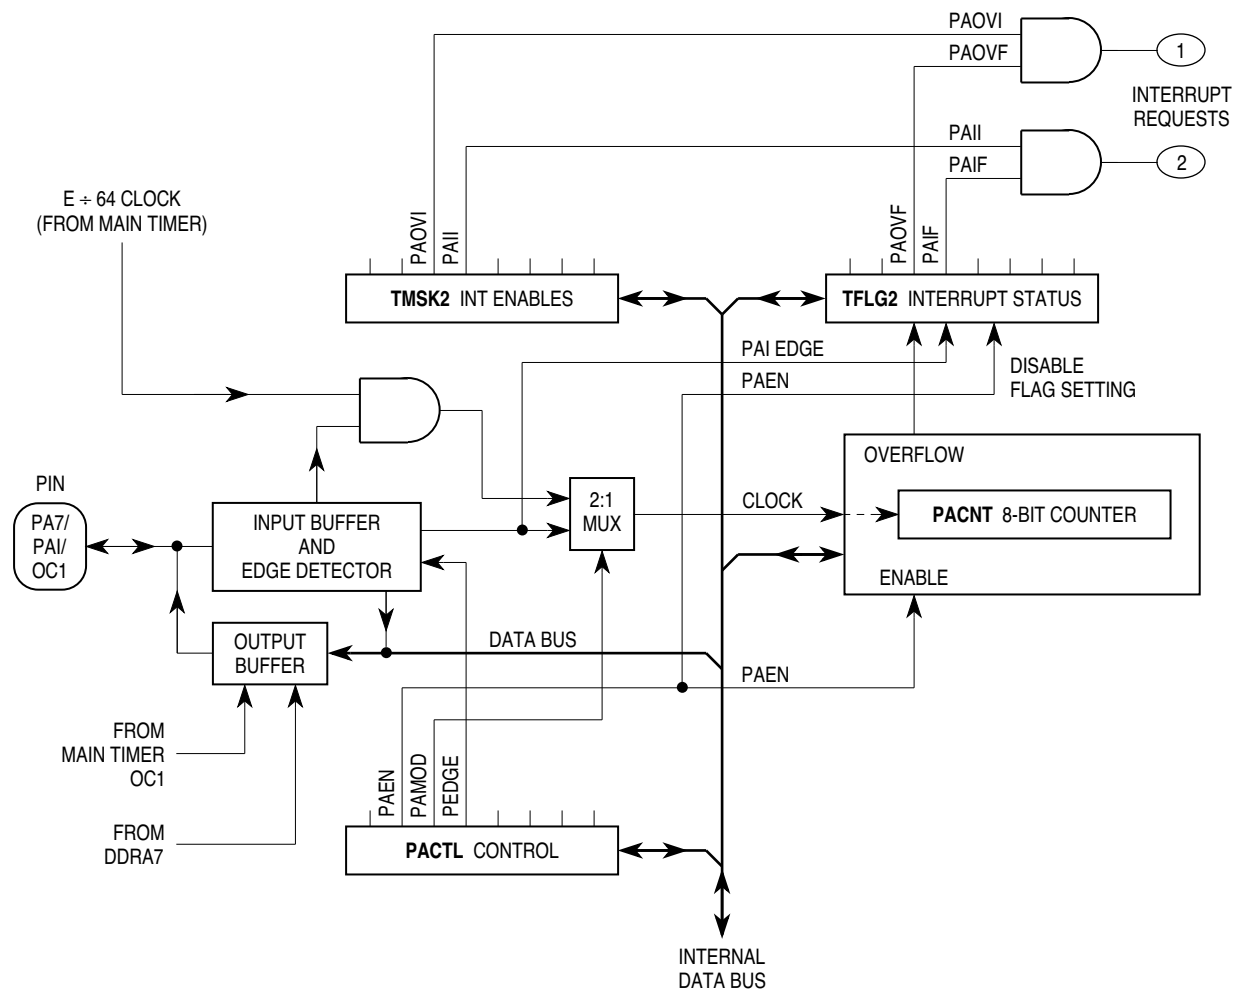 PAOVI
PAOVF
1
INTERRUPT
REQUESTS
PAII
PAIF
2
E ÷ 64 CLOCK
(FROM MAIN TIMER)
PAOVI
PAII
PAOVF
PAIF
TMSK2 INT ENABLES
TFLG2 INTERRUPT STATUS
PAI EDGE
PAEN
DISABLE
FLAG SETTING
OVERFLOW
PIN
PA7/
PAI/
OC1
INPUT BUFFER
AND
EDGE DETECTOR
2:1
MUX
CLOCK
PACNT 8-BIT COUNTER
ENABLE
OUTPUT
BUFFER
DATA BUS
PAEN
FROM
MAIN TIMER
OC1
FROM
DDRA7
PAEN
PAMOD
PEDGE
PACTL CONTROL
INTERNAL
DATA BUS